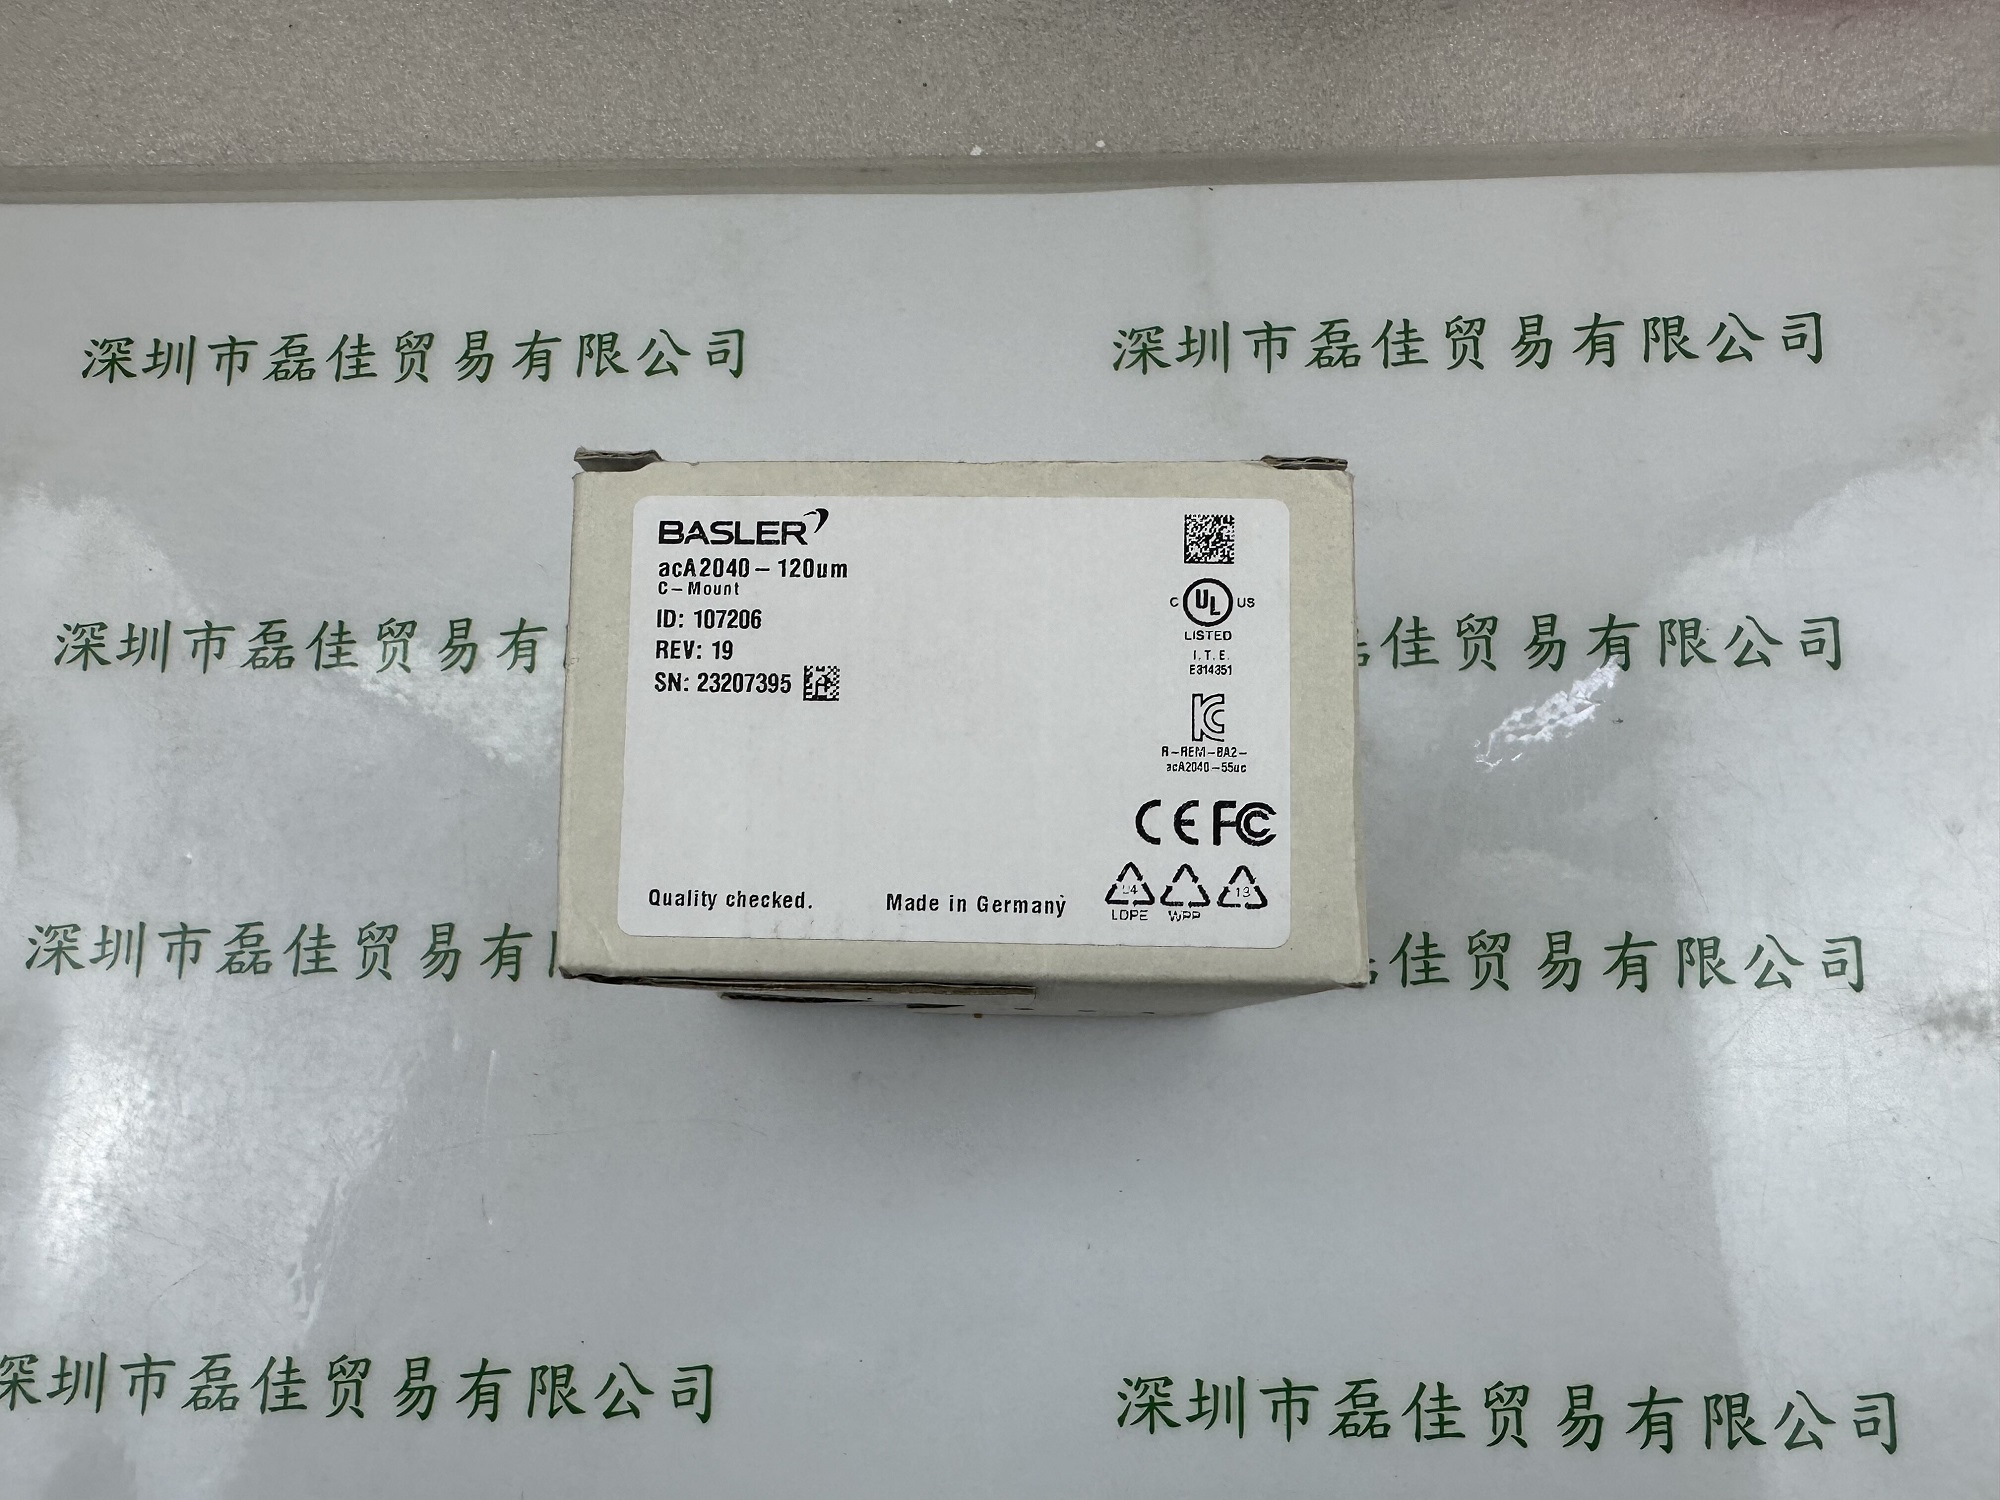 深圳市磊佳贸易有限公司
深圳市磊佳贸易有限公司
BASLER
acA2040-120um
C-Mount
ID: 107206
REV: 19
SN: 23207395
C UL US
LISTED
I.T.E.
E314351
R-REM-BA2-
acA2040-55uc
CE FC
04
13
LDPE
WPP
Quality checked.
Made in Germany
深圳市磊佳贸易有
佳贸易有限公司
深圳市磊佳贸易有
佳贸易有限公司
深圳市磊佳贸易有限公司
深圳市磊佳贸易有限公司